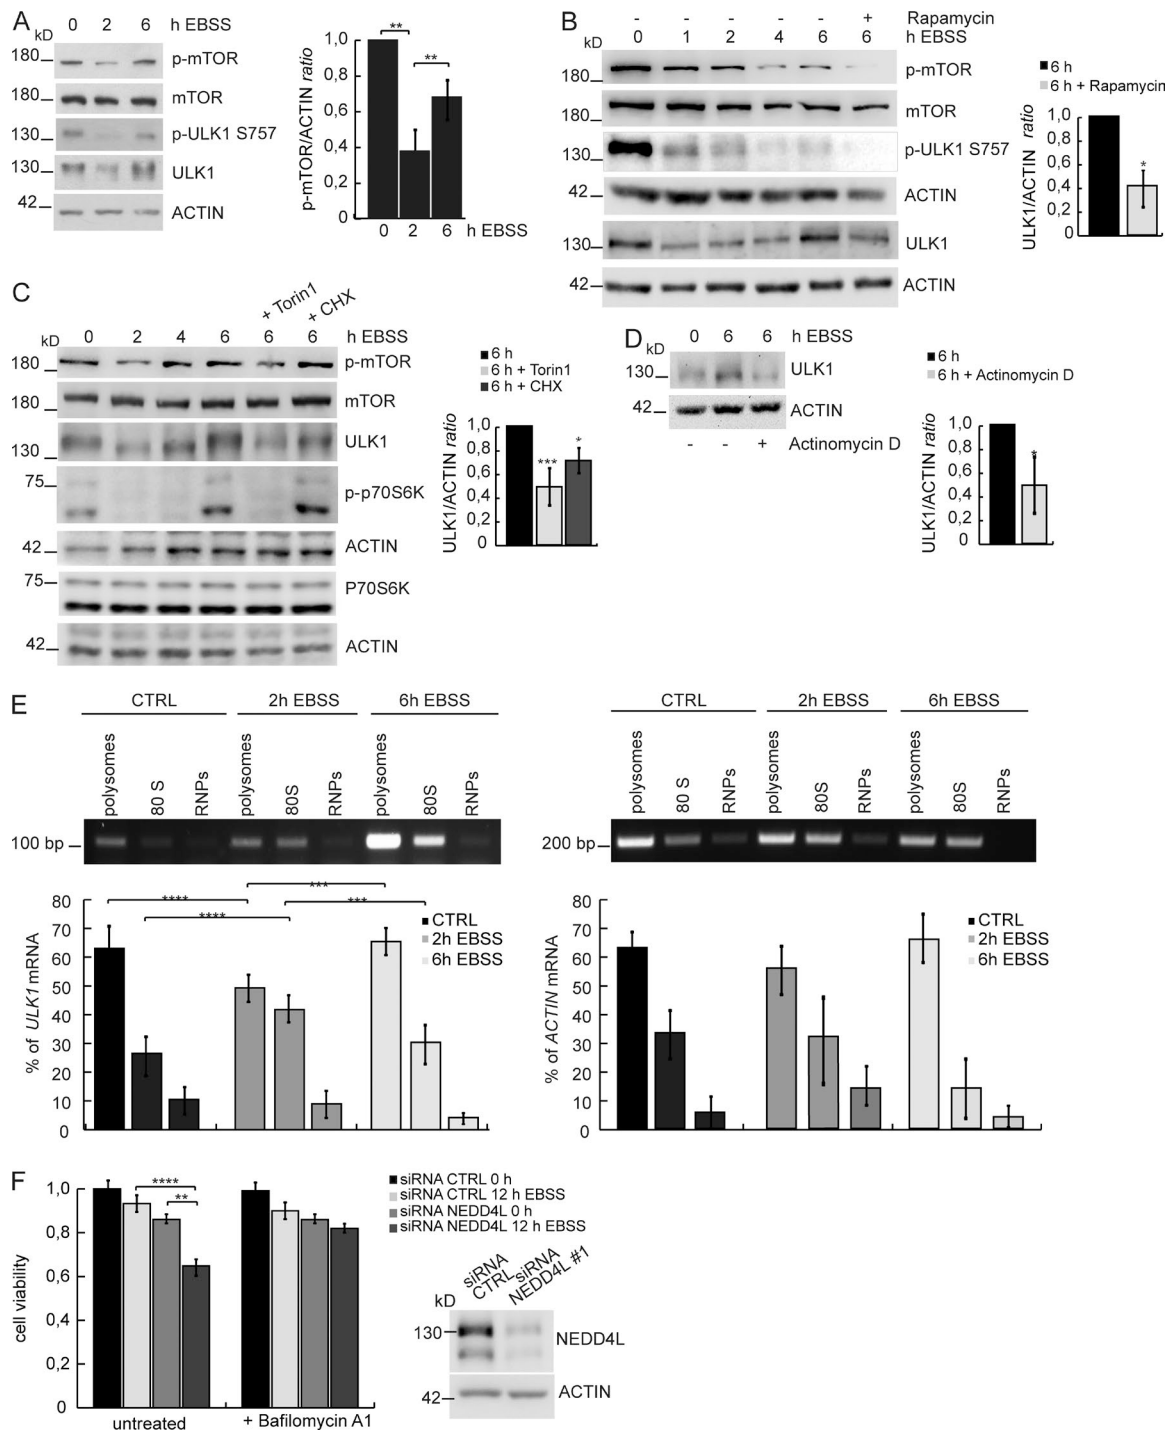 A
0 2 6 h EBSS
kD
180 p-mTOR
180 mTOR
130 p-ULK1 S757
130 ULK1
42 ACTIN
** **
p-mTOR/ACTIN ratio
1,0
0,8
0,6
0,4
0,2
0
0 2 6 h EBSS
B
- - - - - + Rapamycin
kD 0 1 2 4 6 6 h EBSS
180 p-mTOR
mTOR
130 p-ULK1 S757
42 ACTIN
130 ULK1
42 ACTIN
6 h
6 h + Rapamycin
ULK1/ACTIN ratio
1,0
0,8
0,6
0,4
0,2
0
*
C
+ Torin1
+ CHX
kD 0 2 4 6 6 6 h EBSS
180 p-mTOR
180 mTOR
130 ULK1
75 p-p70S6K
42 ACTIN
75 P70S6K
42 ACTIN
6 h
6 h + Torin1
6 h + CHX
ULK1/ACTIN ratio
1,0
0,8
0,6
0,4
0,2
0
*** *
D
0 6 6 h EBSS
kD
130 ULK1
42 ACTIN
- - + Actinomycin D
6 h
6 h + Actinomycin D
ULK1/ACTIN ratio
1,0
0,8
0,6
0,4
0,2
0
*
E
CTRL 2h EBSS 6h EBSS
polysomes 80 S RNPs polysomes 80S RNPs polysomes 80S RNPs
100 bp
**** **** *** ***
% of ULK1 mRNA
80
70
60
50
40
30
20
10
0
CTRL
2h EBSS
6h EBSS
CTRL 2h EBSS 6h EBSS
polysomes 80 S RNPs polysomes 80S RNPs polysomes 80S RNPs
200 bp
% of ACTIN mRNA
80
70
60
50
40
30
20
10
0
CTRL
2h EBSS
6h EBSS
F
cell viability
1,0
0,8
0,6
0,4
0,2
0
****
**
untreated + Bafilomycin A1
siRNA CTRL 0 h
siRNA CTRL 12 h EBSS
siRNA NEDD4L 0h
siRNA NEDD4L 12 h EBSS
siRNA CTRL
siRNA NEDD4L #1
kD
130 NEDD4L
42 ACTIN